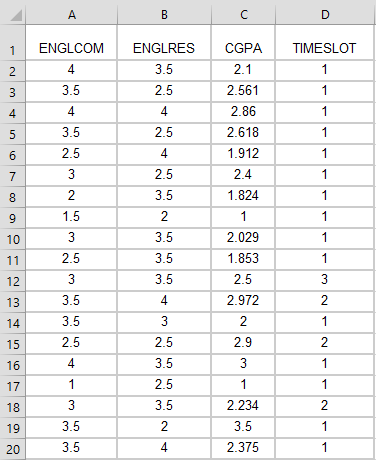 A B C D
1 ENGLCOM ENGLRES CGPA TIMESLOT
2 4 3.5 2.1 1
3 3.5 2.5 2.561 1
4 4 4 2.86 1
5 3.5 2.5 2.618 1
6 2.5 4 1.912 1
7 3 2.5 2.4 1
8 2 3.5 1.824 1
9 1.5 2 1 1
10 3 3.5 2.029 1
11 2.5 3.5 1.853 1
12 3 3.5 2.5 3
13 3.5 4 2.972 2
14 3.5 3 2 1
15 2.5 2.5 2.9 2
16 4 3.5 3 1
17 1 2.5 1 1
18 3 3.5 2.234 2
19 3.5 2 3.5 1
20 3.5 4 2.375 1